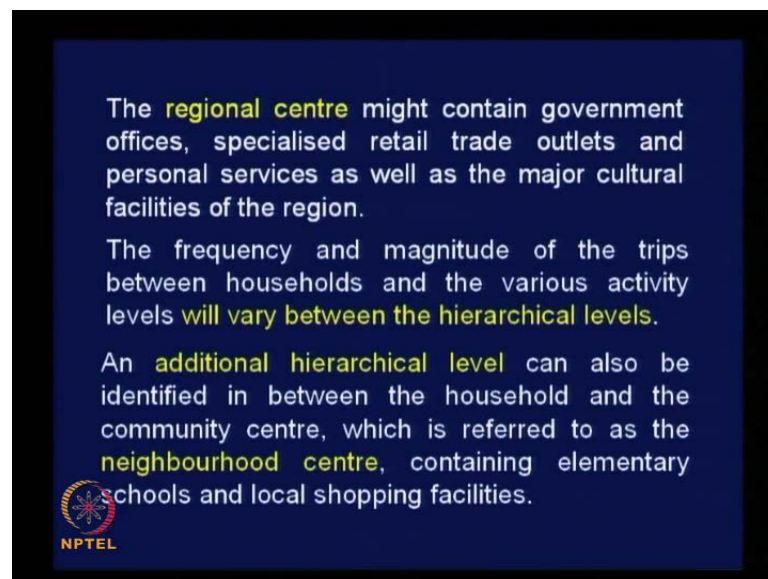 The regional centre might contain government
offices, specialised retail trade outlets and
personal services as well as the major cultural
facilities of the region.
The frequency and magnitude of the trips
between households and the various activity
levels will vary between the hierarchical levels.
An additional hierarchical level can also be
identified in between the household and the
community centre, which is referred to as the
neighbourhood centre, containing elementary
schools and local shopping facilities.
NPTEL